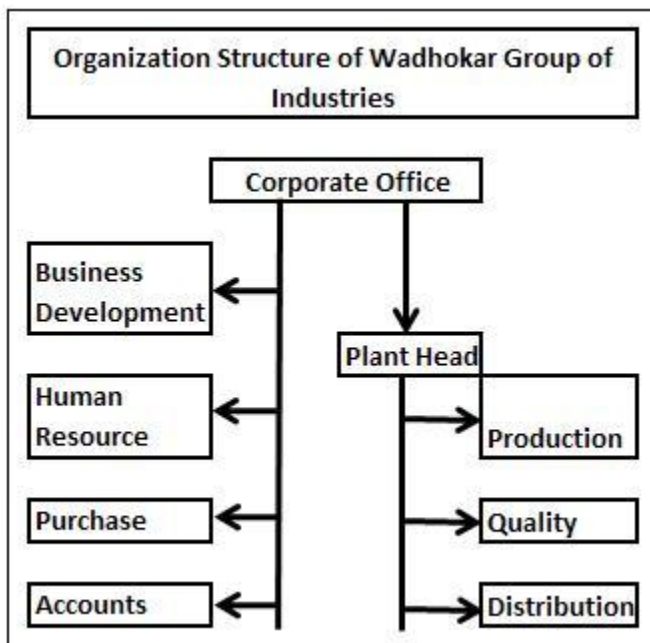 Organization Structure of Wadhokar Group of
Industries
Corporate Office
Business
Development
Plant Head
Human
Resource
Production
Purchase
Quality
Accounts
Distribution